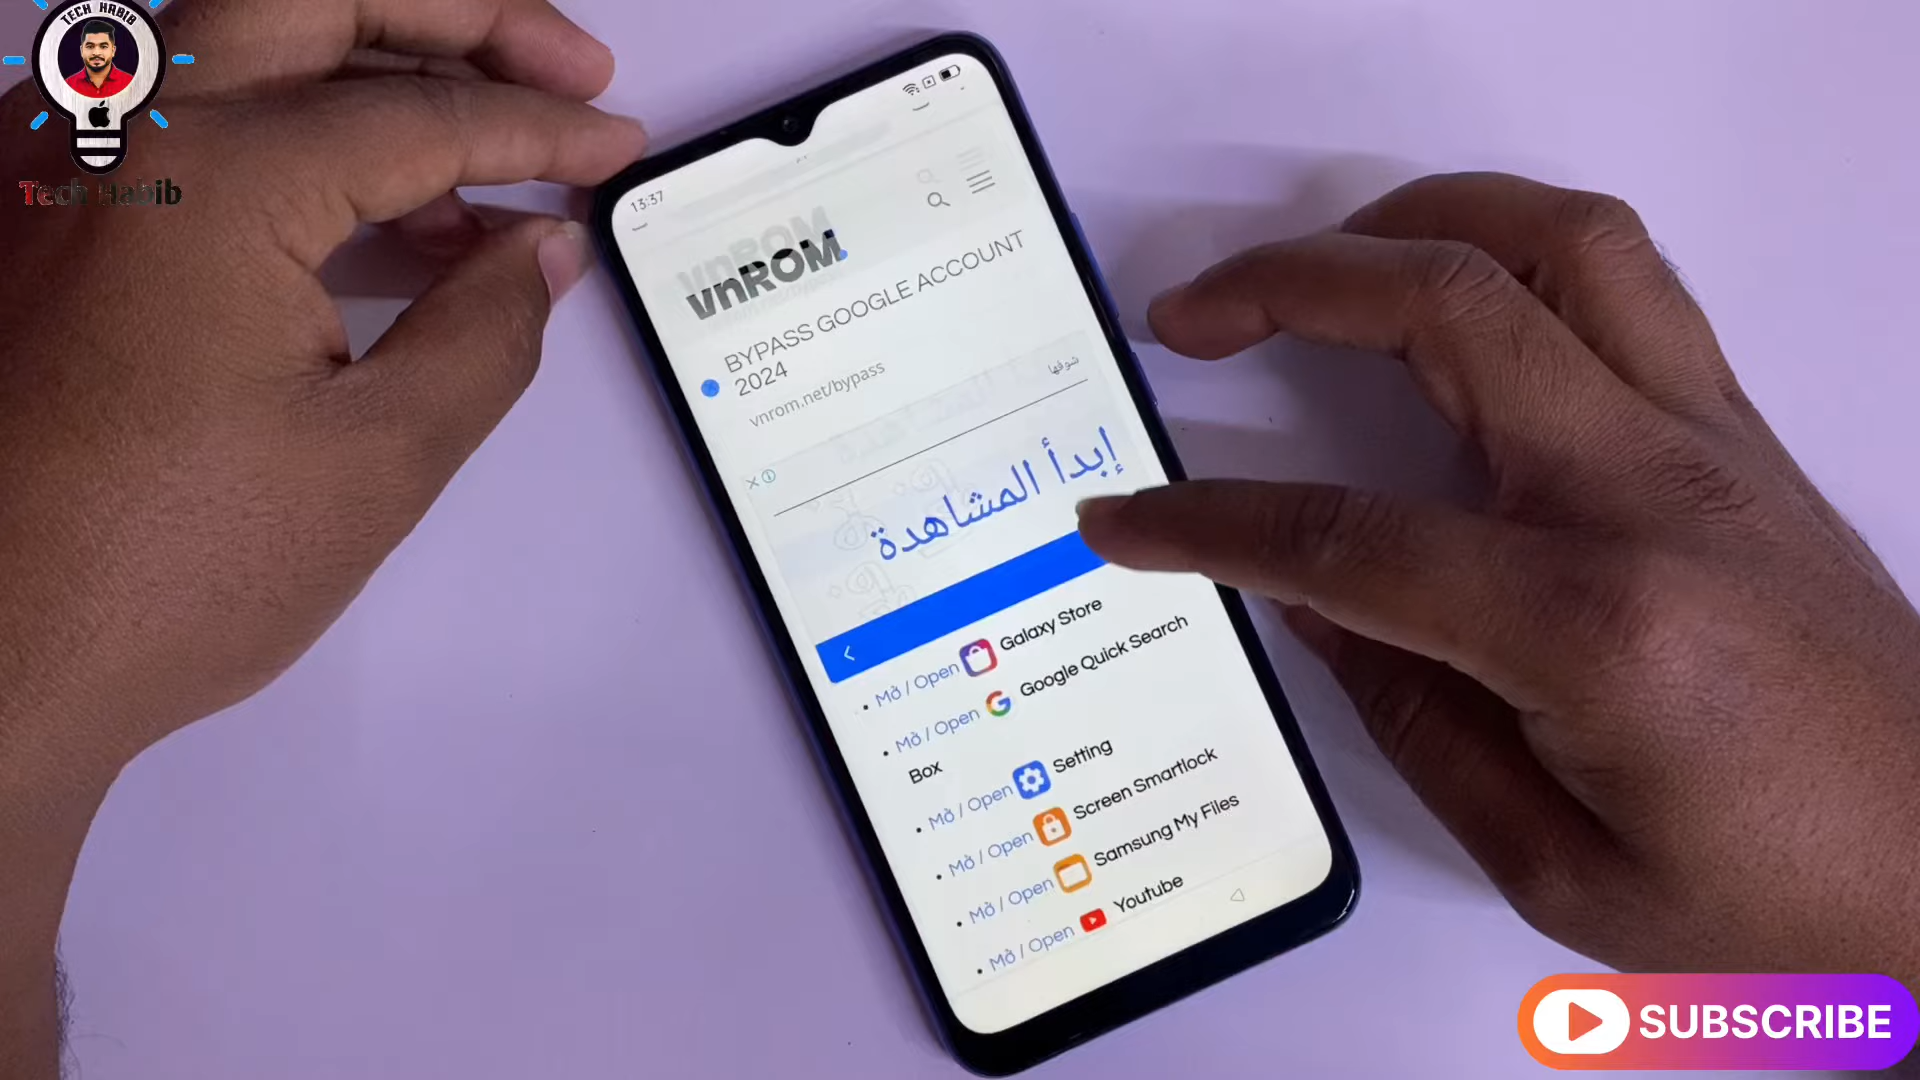 TECH HABIB
Tech Habib
13:37
vnROM.
BYPASS GOOGLE ACCOUNT
2024
vnrom.net/bypass
شوفها
إبدأ المشاهدة
Mở / Open Galaxy Store
Mở / Open Google Quick Search
Box
Mở / Open Setting
Mở / Open Screen Smartlock
Mở / Open Samsung My Files
Mở / Open Youtube
SUBSCRIBE